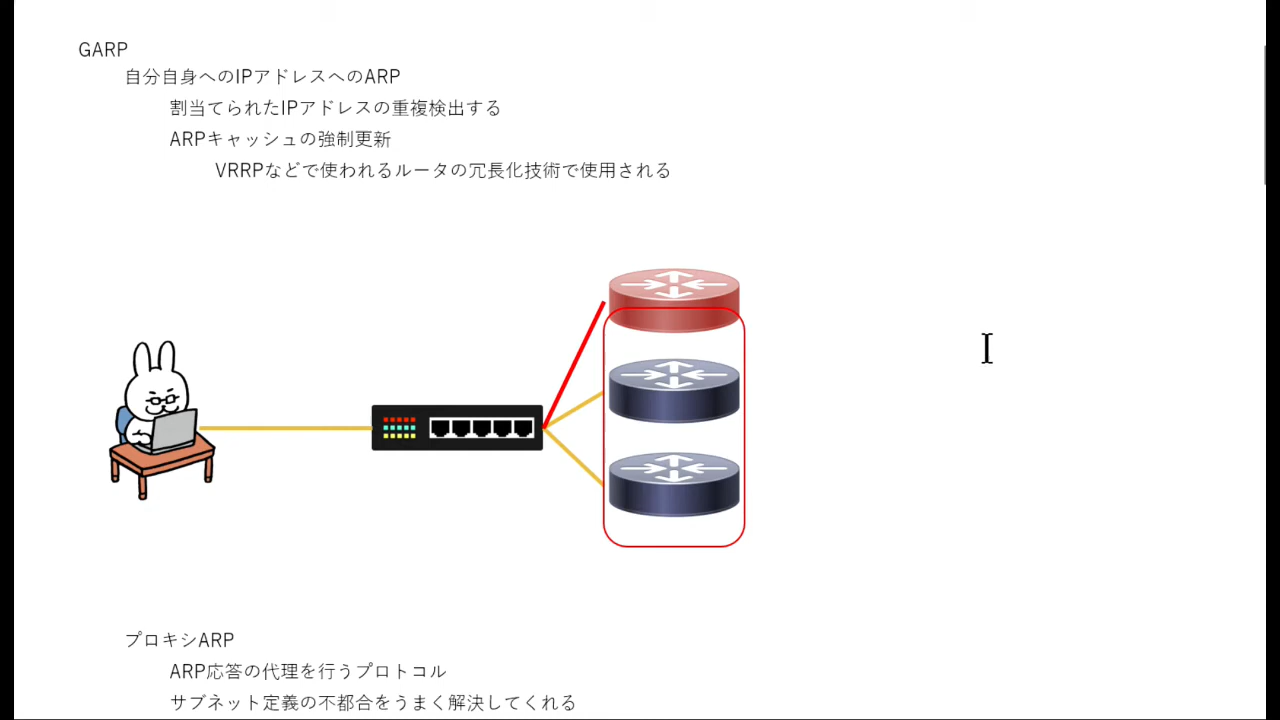 GARP
自分自身へのIPアドレスへのARP
割当てられたIPアドレスの重複検出する
ARPキャッシュの強制更新
VRRPなどで使われるルータの冗長化技術で使用される
プロキシARP
ARP応答の代理を行うプロトコル
サブネット定義の不都合をうまく解決してくれる